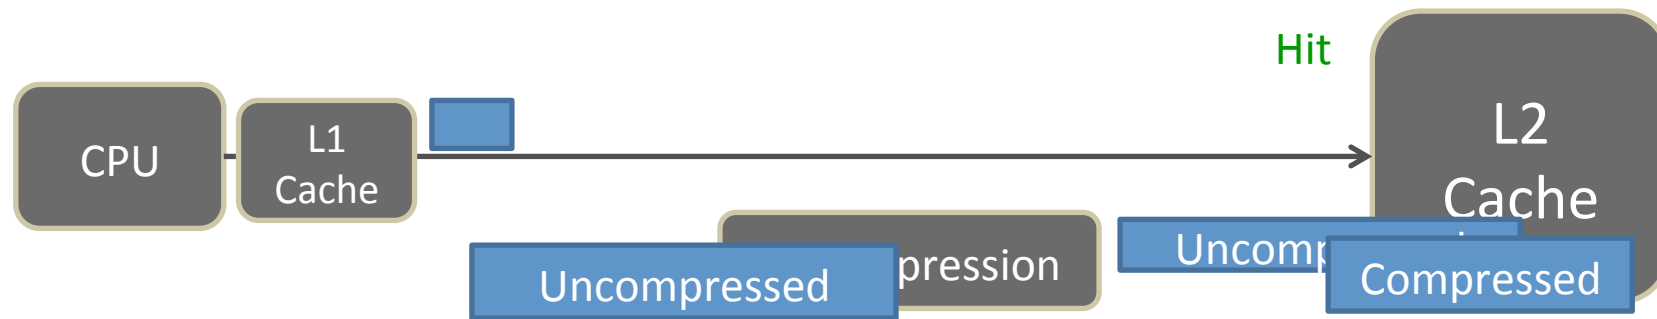 Hit
CPU
L1
Cache
L2
Cache
pression
Uncomp
Uncompressed
Compressed